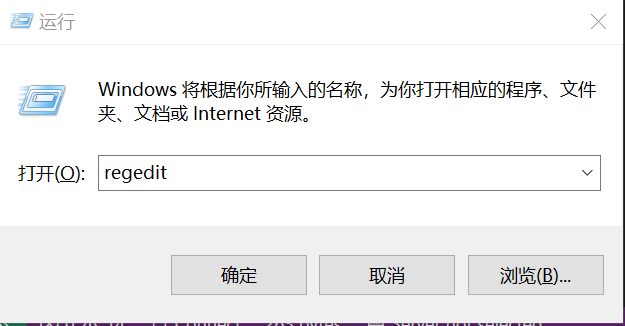 运行
Windows 将根据你所输入的名称，为你打开相应的程序、文件
夹、文档或 Internet 资源。
打开(O): regedit
确定 取消 浏览(B)...